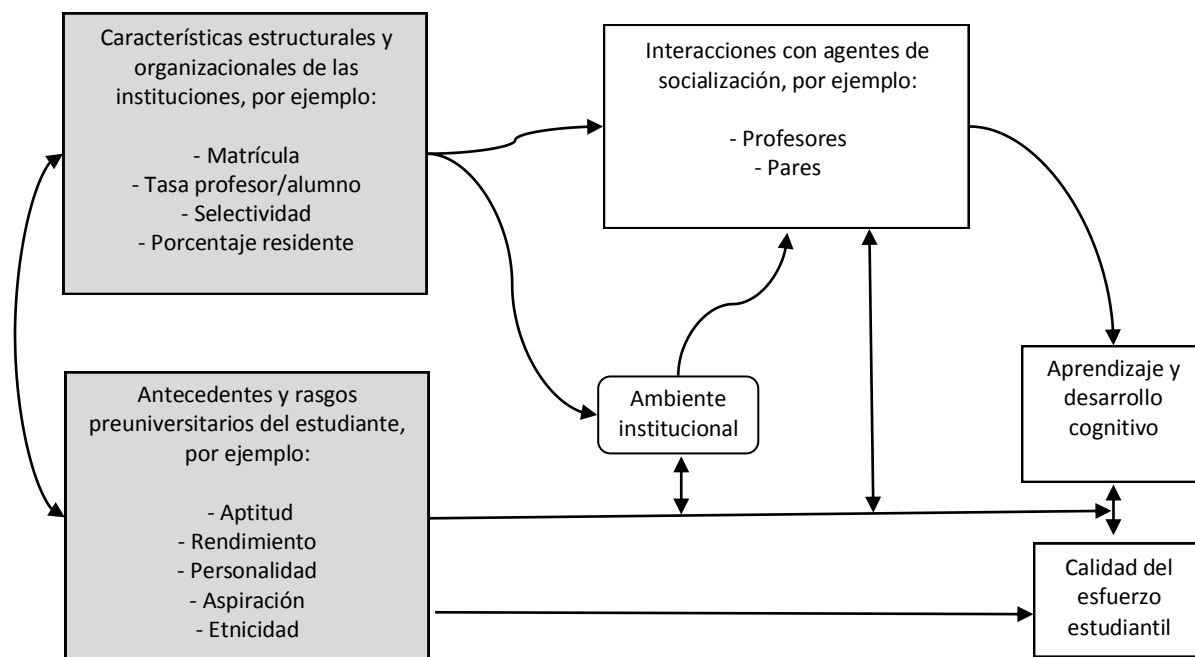 Características estructurales y
organizacionales de las
instituciones, por ejemplo:
- Matrícula
- Tasa profesor/alumno
- Selectividad
- Porcentaje residente
Interacciones con agentes de
socialización, por ejemplo:
- Profesores
- Pares
Ambiente
institucional
Aprendizaje y
desarrollo
cognitivo
Antecedentes y rasgos
preuniversitarios del estudiante,
por ejemplo:
- Aptitud
- Rendimiento
- Personalidad
- Aspiración
- Etnicidad
Calidad del
esfuerzo
estudiantil